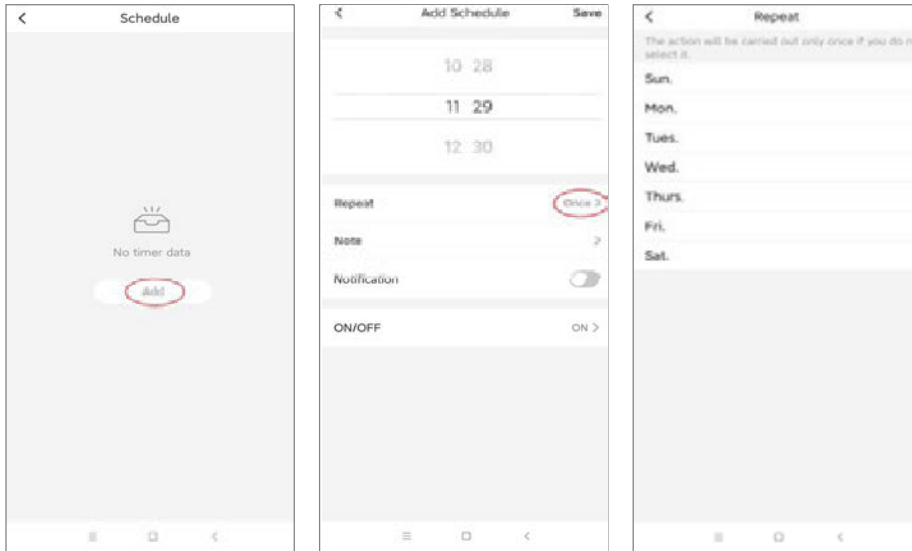 Schedule
No timer data
Add
Add Schedule Save
10 28
11 29
12 30
Repeat Once >
Note >
Notification
ON/OFF ON >
Repeat
The action will be carried out only once if you do
select it.
Sun.
Mon.
Tues.
Wed.
Thurs.
Fri.
Sat.